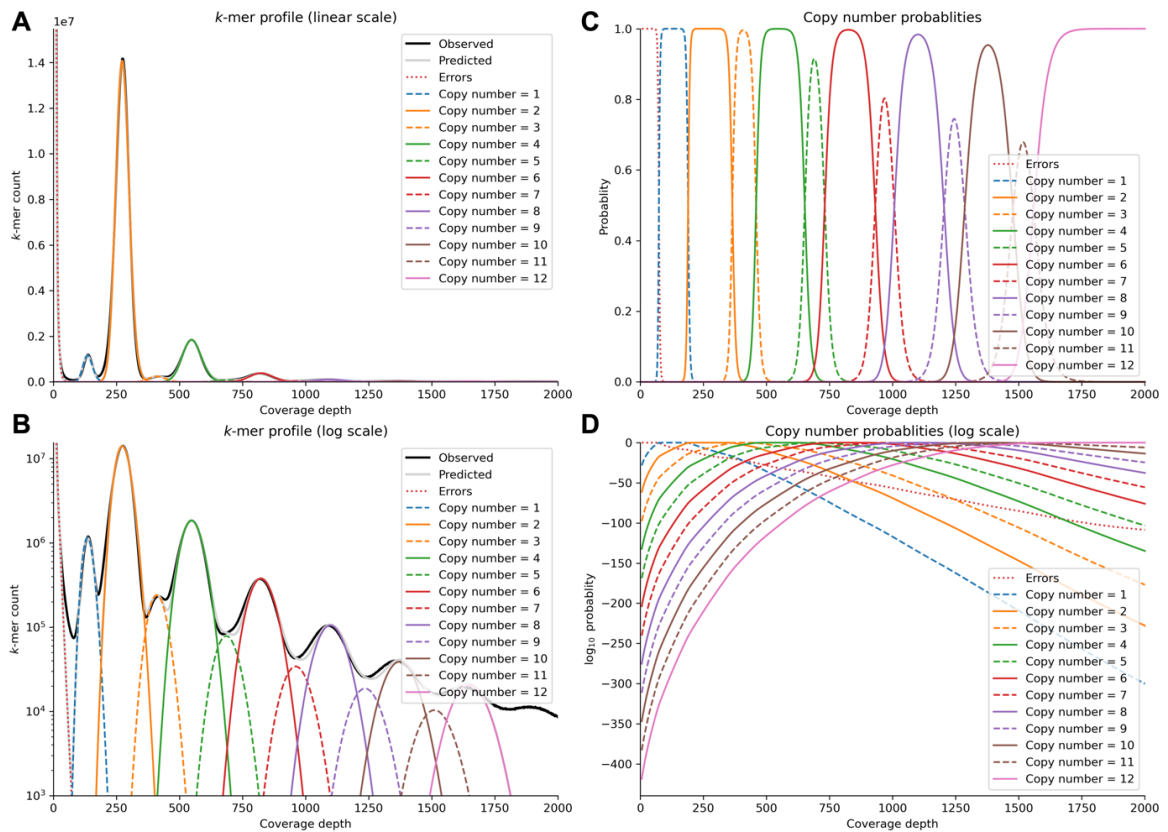 A
1e7
k-mer profile (linear scale)
k-mer count
1.4
1.2
1.0
0.8
0.6
0.4
0.2
0.0
0 250 500 750 1000 1250 1500 1750 2000
Coverage depth
Observed
Predicted
Errors
Copy number = 1
Copy number = 2
Copy number = 3
Copy number = 4
Copy number = 5
Copy number = 6
Copy number = 7
Copy number = 8
Copy number = 9
Copy number = 10
Copy number = 11
Copy number = 12
C
Copy number probablities
Probablity
1.0
0.8
0.6
0.4
0.2
0.0
0 250 500 750 1000 1250 1500 1750 2000
Coverage depth
Errors
Copy number = 1
Copy number = 2
Copy number = 3
Copy number = 4
Copy number = 5
Copy number = 6
Copy number = 7
Copy number = 8
Copy number = 9
Copy number = 10
Copy number = 11
Copy number = 12
B
k-mer profile (log scale)
k-mer count
10⁷
10⁶
10⁵
10⁴
10³
0 250 500 750 1000 1250 1500 1750 2000
Coverage depth
Observed
Predicted
Errors
Copy number = 1
Copy number = 2
Copy number = 3
Copy number = 4
Copy number = 5
Copy number = 6
Copy number = 7
Copy number = 8
Copy number = 9
Copy number = 10
Copy number = 11
Copy number = 12
D
Copy number probablities (log scale)
log₁₀ probablity
0
−50
−100
−150
−200
−250
−300
−350
−400
0 250 500 750 1000 1250 1500 1750 2000
Coverage depth
Errors
Copy number = 1
Copy number = 2
Copy number = 3
Copy number = 4
Copy number = 5
Copy number = 6
Copy number = 7
Copy number = 8
Copy number = 9
Copy number = 10
Copy number = 11
Copy number = 12